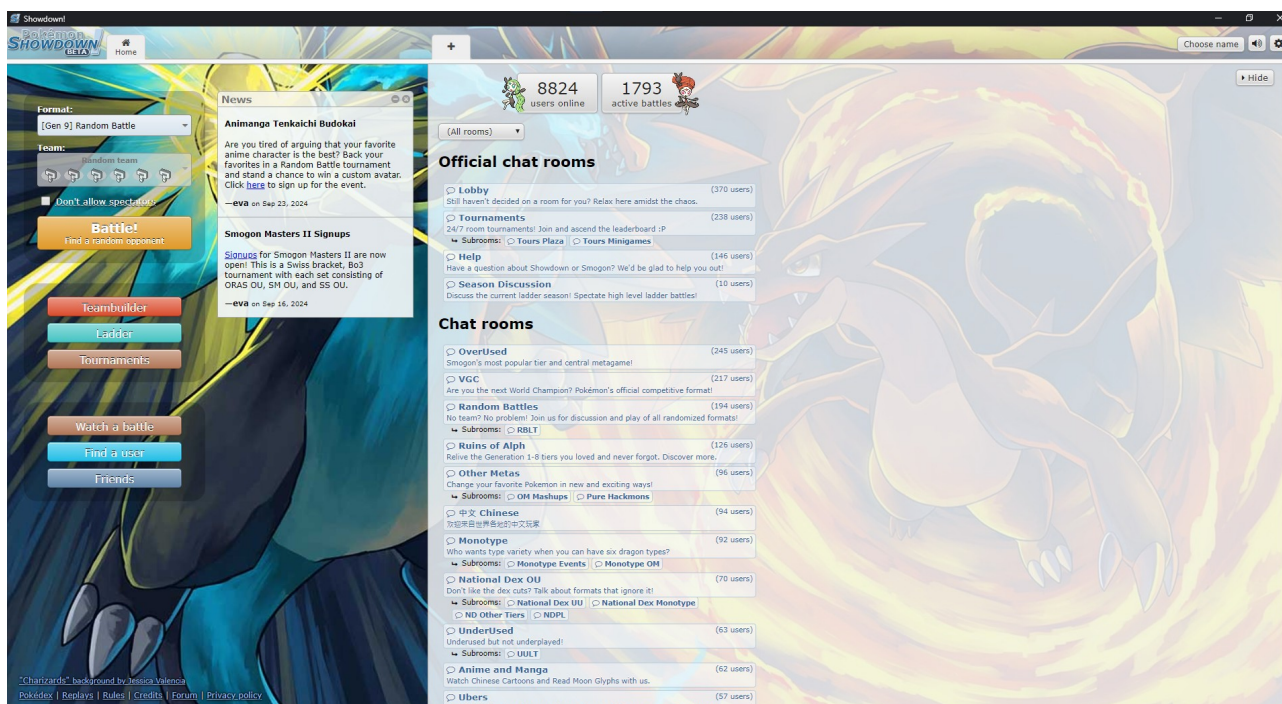 Showdown!
Pokémon
SHOWDOWN
BETA
Home
+
Choose name
Format:
[Gen 9] Random Battle
Team:
Random team
Don't allow spectators
Battle!
Find a random opponent
Teambuilder
Ladder
Tournaments
Watch a battle
Find a user
Friends
"Charizards" background by Jessica Valencia
Pokédex | Replays | Rules | Credits | Forum | Privacy policy
News
Animanga Tenkaichi Budokai
Are you tired of arguing that your favorite
anime character is the best? Back your
favorites in a Random Battle tournament
and stand a chance to win a custom avatar.
Click here to sign up for the event.
—eva on Sep 23, 2024
Smogon Masters II Signups
Signups for Smogon Masters II are now
open! This is a Swiss bracket, Bo3
tournament with each set consisting of
ORAS OU, SM OU, and SS OU.
—eva on Sep 16, 2024
8824
users online
1793
active battles
Hide
(All rooms)
Official chat rooms
Lobby (370 users)
Still haven't decided on a room for you? Relax here amidst the chaos.
Tournaments (238 users)
24/7 room tournaments! Join and ascend the leaderboard :P
↳ Subrooms: Tours Plaza Tours Minigames
Help (146 users)
Have a question about Showdown or Smogon? We'd be glad to help you out!
Season Discussion (10 users)
Discuss the current ladder season! Spectate high level ladder battles!
Chat rooms
OverUsed (245 users)
Smogon's most popular tier and central metagame!
VGC (217 users)
Are you the next World Champion? Pokémon's official competitive format!
Random Battles (194 users)
No team? No problem! Join us for discussion and play of all randomized formats!
↳ Subrooms: RBLT
Ruins of Alph (126 users)
Relive the Generation 1-8 tiers you loved and never forgot. Discover more.
Other Metas (96 users)
Change your favorite Pokemon in new and exciting ways!
↳ Subrooms: OM Mashups Pure Hackmons
中文 Chinese (94 users)
欢迎来自世界各地的中文玩家
Monotype (92 users)
Who wants type variety when you can have six dragon types?
↳ Subrooms: Monotype Events Monotype OM
National Dex OU (70 users)
Don't like the dex cuts? Talk about formats that ignore it!
↳ Subrooms: National Dex UU National Dex Monotype
ND Other Tiers NDPL
UnderUsed (63 users)
Underused but not underplayed!
↳ Subrooms: UULT
Anime and Manga (62 users)
Watch Chinese Cartoons and Read Moon Glyphs with us.
Ubers (57 users)